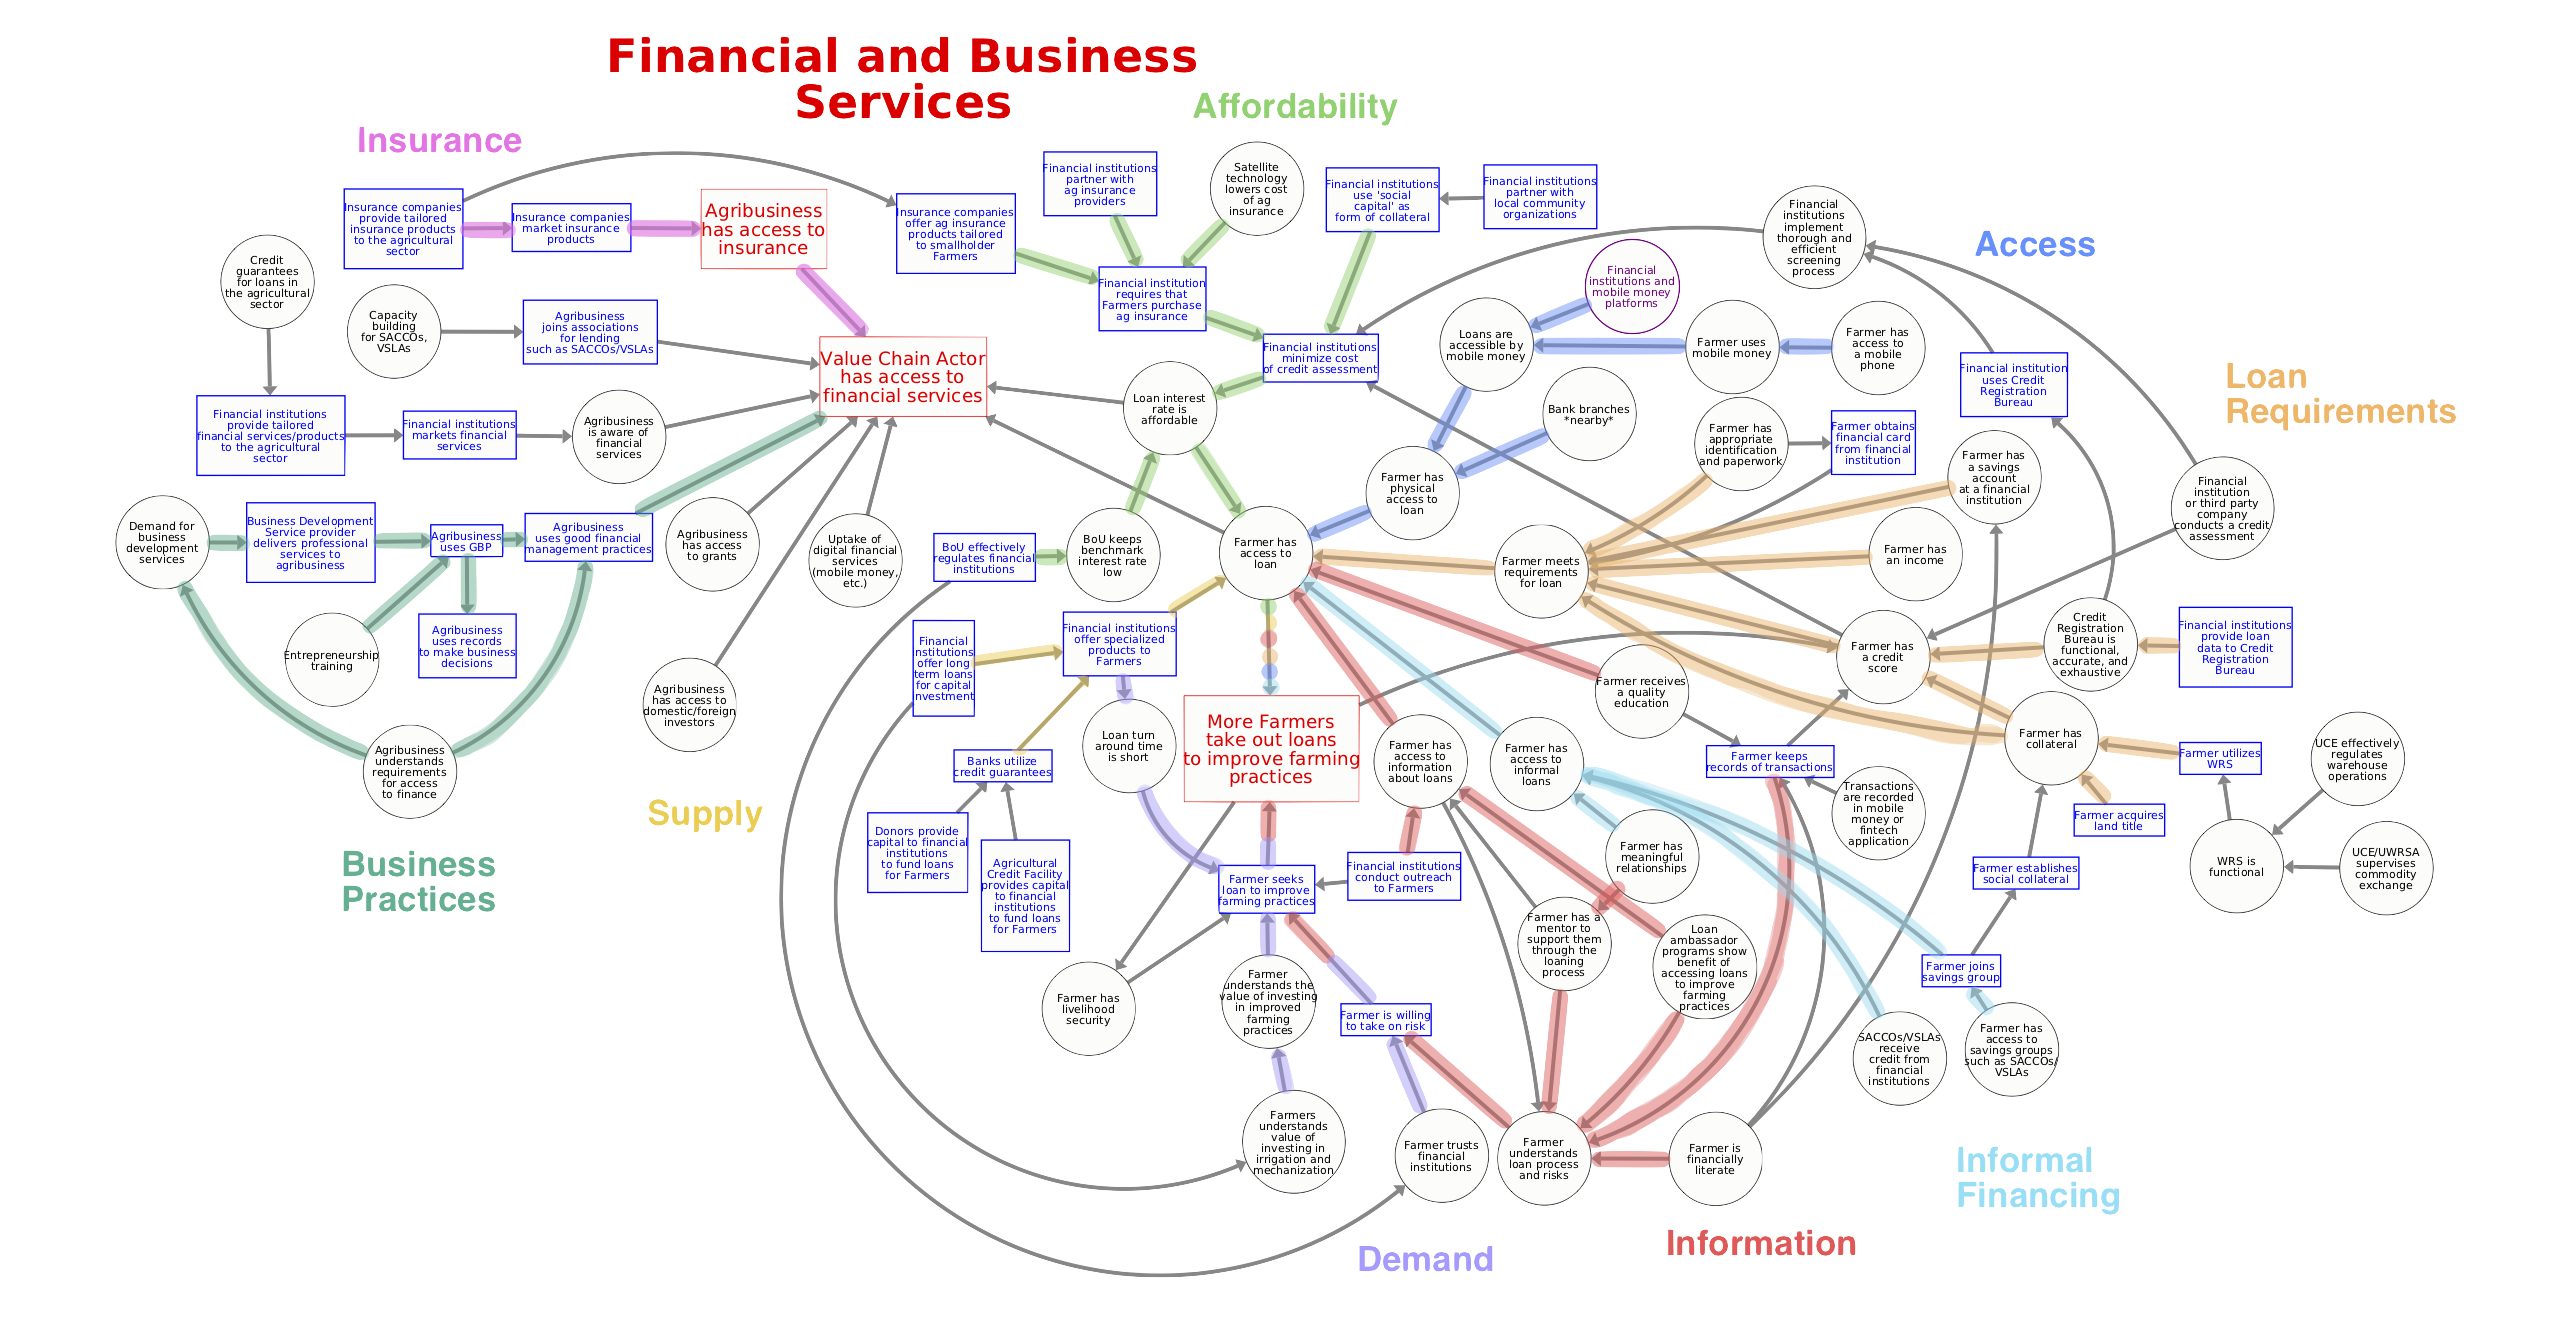 Financial and Business
Services
Affordability
Insurance
Access
Loan
Requirements
Supply
Business
Practices
Demand
Information
Informal
Financing
Insurance companies
provide tailored
insurance products
to the agricultural
sector
Insurance companies
market insurance
products
Agribusiness
has access to
insurance
Insurance companies
offer ag insurance
products tailored
to smallholder
Farmers
Financial institutions
partner with
ag insurance
providers
Satellite
technology
lowers cost
of ag
insurance
Financial institutions
use 'social
capital' as
form of collateral
Financial institutions
partner with
local community
organizations
Financial
institutions
implement
thorough and
efficient
screening
process
Credit
guarantees
for loans in
the agricultural
sector
Capacity
building
for SACCOs,
VSLAs
Agribusiness
joins associations
for lending
such as SACCOs/VSLAs
Value Chain Actor
has access to
financial services
Financial institution
requires that
Farmers purchase
ag insurance
Financial institutions
minimize cost
of credit assessment
Financial
institutions and
mobile money
platforms
Loans are
accessible by
mobile money
Farmer uses
mobile money
Farmer has
access to
a mobile
phone
Financial institution
uses Credit
Registration
Bureau
Financial institutions
provide tailored
financial services/products
to the agricultural
sector
Financial institutions
markets financial
services
Agribusiness
is aware of
financial
services
Loan interest
rate is
affordable
Bank branches
*nearby*
Farmer has
appropriate
identification
and paperwork
Farmer obtains
financial card
from financial
institution
Farmer has
a savings
account
at a financial
institution
Financial
institution
or third party
company
conducts a credit
assessment
Demand for
business
development
services
Business Development
Service provider
delivers professional
services to
agribusiness
Agribusiness
uses GBP
Agribusiness
uses good financial
management practices
Agribusiness
has access
to grants
Uptake of
digital financial
services
(mobile money,
etc.)
BoU effectively
regulates financial
institutions
BoU keeps
benchmark
interest rate
low
Farmer has
access to
loan
Farmer has
physical
access to
loan
Farmer meets
requirements
for loan
Farmer has
an income
Entrepreneurship
training
Agribusiness
uses records
to make business
decisions
Agribusiness
has access to
domestic/foreign
investors
Financial
institutions
offer long
term loans
for capital
investment
Financial institutions
offer specialized
products to
Farmers
Farmer receives
a quality
education
Farmer has
a credit
score
Credit
Registration
Bureau is
functional,
accurate, and
exhaustive
Financial institutions
provide loan
data to Credit
Registration
Bureau
Agribusiness
understands
requirements
for access
to finance
Banks utilize
credit guarantees
Loan turn
around time
is short
More Farmers
take out loans
to improve farming
practices
Farmer has
access to
information
about loans
Farmer has
access to
informal
loans
Farmer keeps
records of transactions
Farmer has
collateral
Farmer utilizes
WRS
UCE effectively
regulates
warehouse
operations
Donors provide
capital to financial
institutions
to fund loans
for Farmers
Agricultural
Credit Facility
provides capital
to financial
institutions
to fund loans
for Farmers
Farmer seeks
loan to improve
farming practices
Financial institutions
conduct outreach
to Farmers
Farmer has
meaningful
relationships
Transactions
are recorded
in mobile
money or
fintech
application
Farmer acquires
land title
Farmer establishes
social collateral
WRS is
functional
UCE/UWRSA
supervises
commodity
exchange
Farmer has
livelihood
security
Farmer
understands the
value of investing
in improved
farming
practices
Farmer is willing
to take on risk
Farmer has a
mentor to
support them
through the
loaning
process
Loan
ambassador
programs show
benefit of
accessing loans
to improve
farming
practices
Farmer joins
savings group
SACCOs/VSLAs
receive
credit from
financial
institutions
Farmer has
access to
savings groups
such as SACCOs/
VSLAs
Farmers
understands
value of
investing in
irrigation and
mechanization
Farmer trusts
financial
institutions
Farmer
understands
loan process
and risks
Farmer is
financially
literate